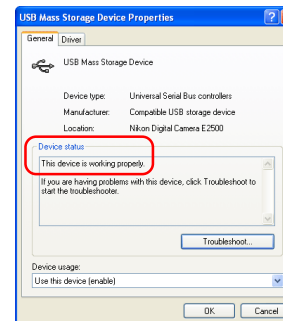 USB Mass Storage Device Properties
General Driver
USB Mass Storage Device
Device type: Universal Serial Bus controllers
Manufacturer: Compatible USB storage device
Location: Nikon Digital Camera E2500
Device status
This device is working properly.
If you are having problems with this device, click Troubleshoot to
start the troubleshooter.
Troubleshoot...
Device usage:
Use this device (enable)
OK Cancel